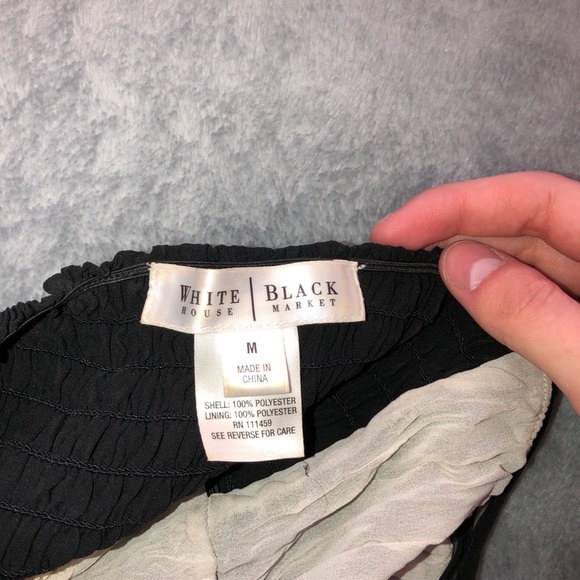 WHITE | BLACK
HOUSE MARKET
M
MADE IN
CHINA
SHELL: 100% POLYESTER
LINING: 100% POLYESTER
RN 111459
SEE REVERSE FOR CARE